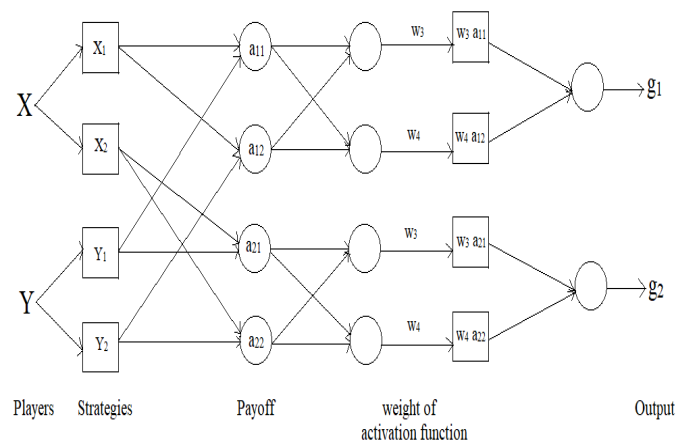 X
Y
X1
X2
Y1
Y2
a11
a12
a21
a22
w3
w4
w3
w4
w3 a11
w4 a12
w3 a21
w4 a22
g1
g2
Players
Strategies
Payoff
weight of
activation function
Output